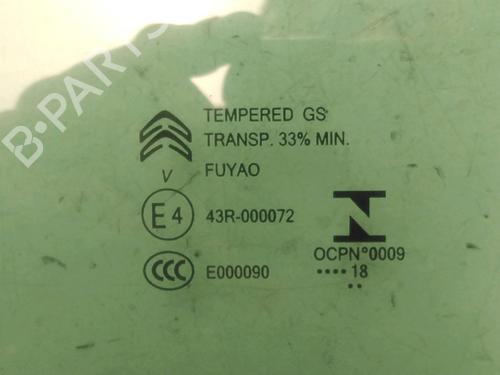 B-PARTS
TEMPERED GS
TRANSP. 33% MIN.
V FUYAO
E4 43R-000072
CCC E000090
N
OCPN°0009
•••• 18
••